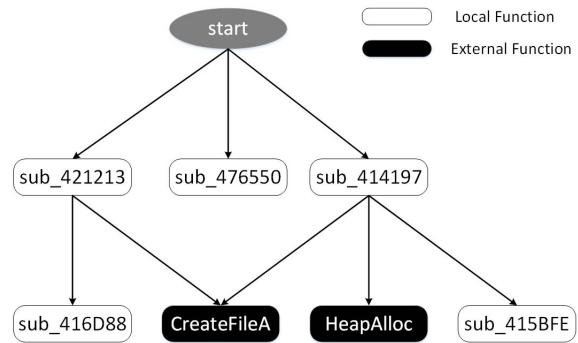 start
Local Function
External Function
sub_421213
sub_476550
sub_414197
sub_416D88
CreateFileA
HeapAlloc
sub_415BFE